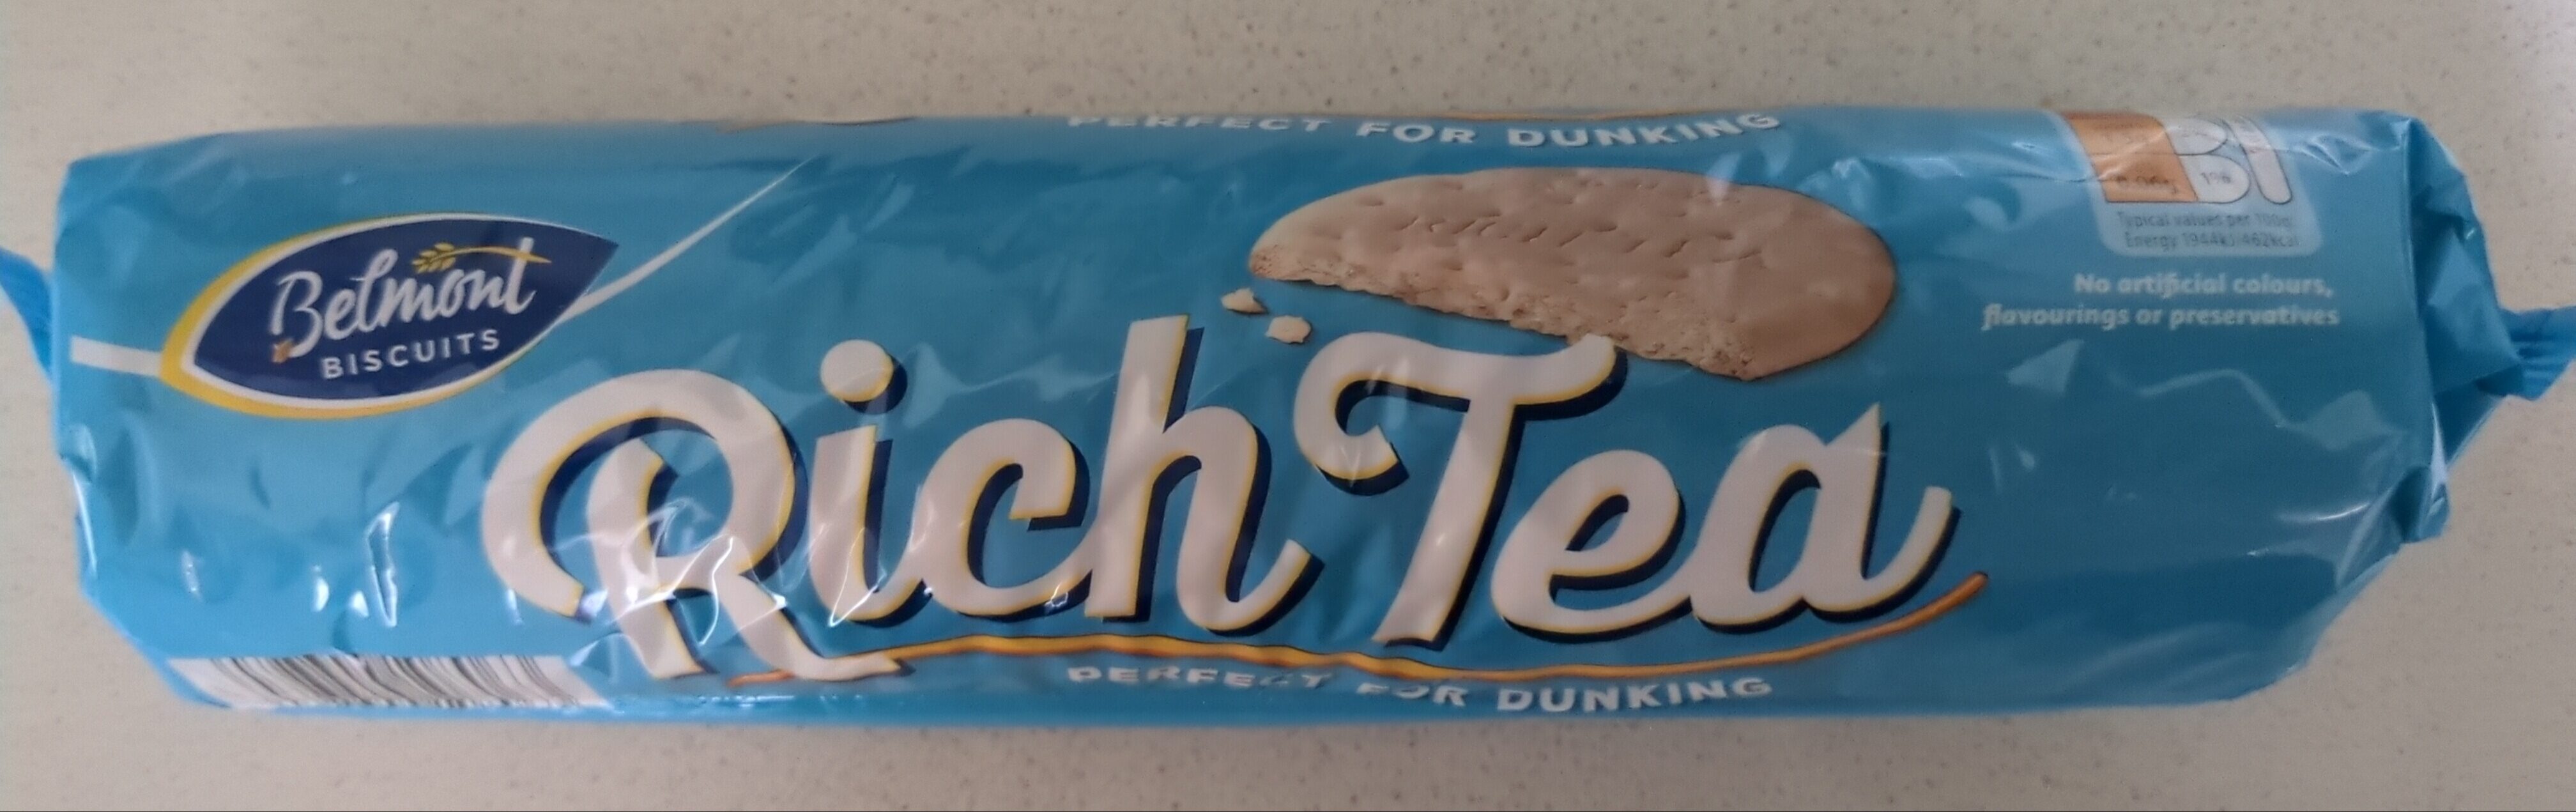 PERFECT FOR DUNKING
Belmont
BISCUITS
Typical values per 100g:
Energy 1944kJ/462kcal
No artificial colours,
flavourings or preservatives
Rich Tea
PERFECT FOR DUNKING